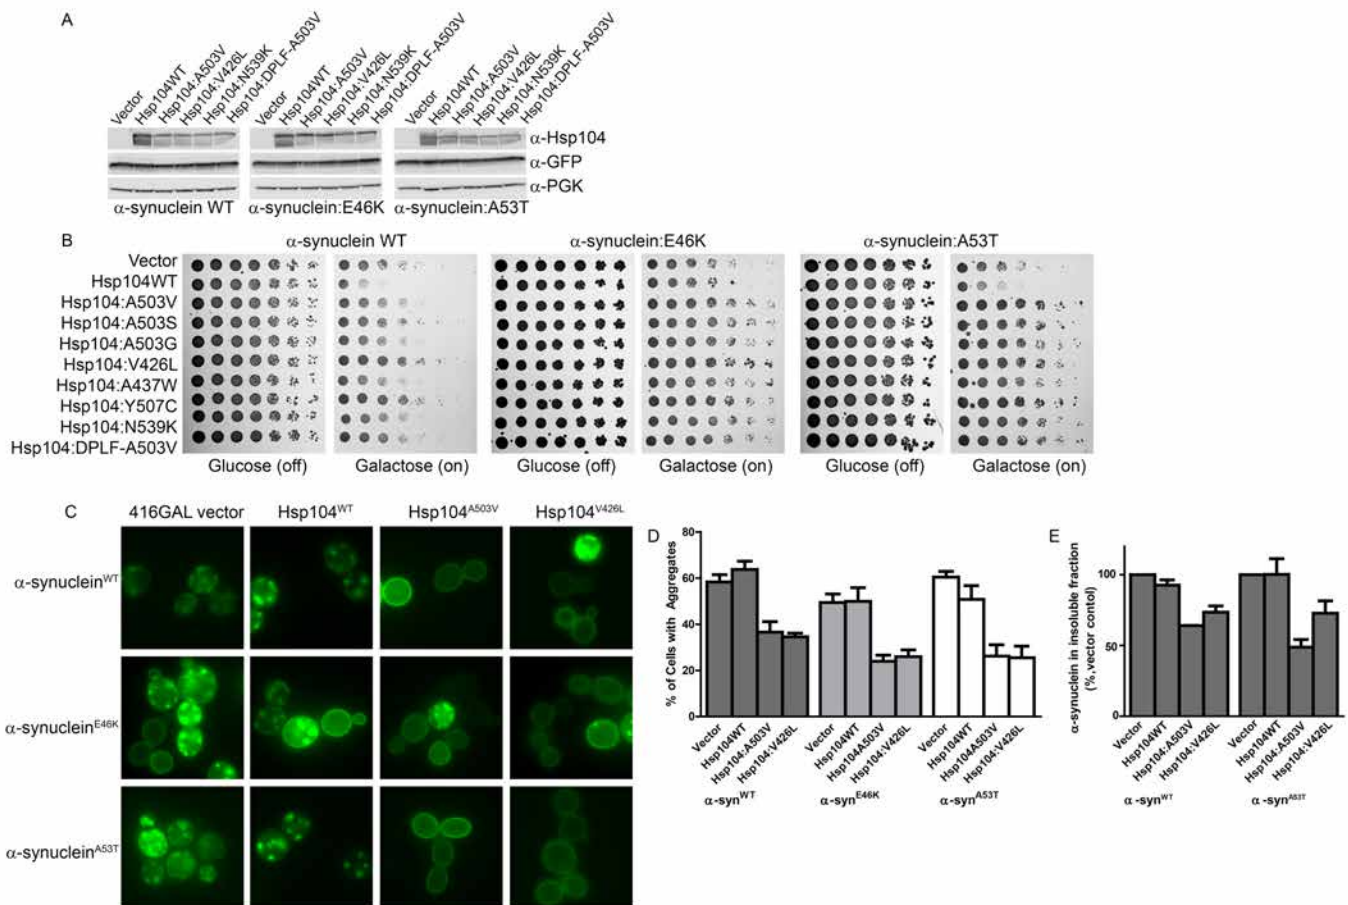 A
Vector
Hsp104WT
Hsp104:A503V
Hsp104:V426L
Hsp104:N539K
Hsp104:DPLF-A503V
Vector
Hsp104WT
Hsp104:A503V
Hsp104:V426L
Hsp104:N539K
Hsp104:DPLF-A503V
Vector
Hsp104WT
Hsp104:A503V
Hsp104:V426L
Hsp104:N539K
Hsp104:DPLF-A503V
α-Hsp104
α-GFP
α-PGK
α-synuclein WT α-synuclein:E46K α-synuclein:A53T
B
α-synuclein WT α-synuclein:E46K α-synuclein:A53T
Vector
Hsp104WT
Hsp104:A503V
Hsp104:A503S
Hsp104:A503G
Hsp104:V426L
Hsp104:A437W
Hsp104:Y507C
Hsp104:N539K
Hsp104:DPLF-A503V
Glucose (off) Galactose (on) Glucose (off) Galactose (on) Glucose (off) Galactose (on)
C
416GAL vector Hsp104WT Hsp104A503V Hsp104V426L
α-synucleinWT
α-synucleinE46K
α-synucleinA53T
D
% of Cells with Aggregates
80
60
40
20
0
Vector
Hsp104WT
Hsp104:A503V
Hsp104:V426L
Vector
Hsp104WT
Hsp104A503V
Hsp104:V426L
Vector
Hsp104WT
Hsp104A503V
Hsp104:V426L
α-synWT α-synE46K α-synA53T
E
α-synuclein in insoluble fraction
(%,vector contol)
100
50
0
Vector
Hsp104WT
Hsp104:A503V
Hsp104:V426L
Vector
Hsp104WT
Hsp104:A503V
Hsp104:V426L
α-synWT α-synA53T